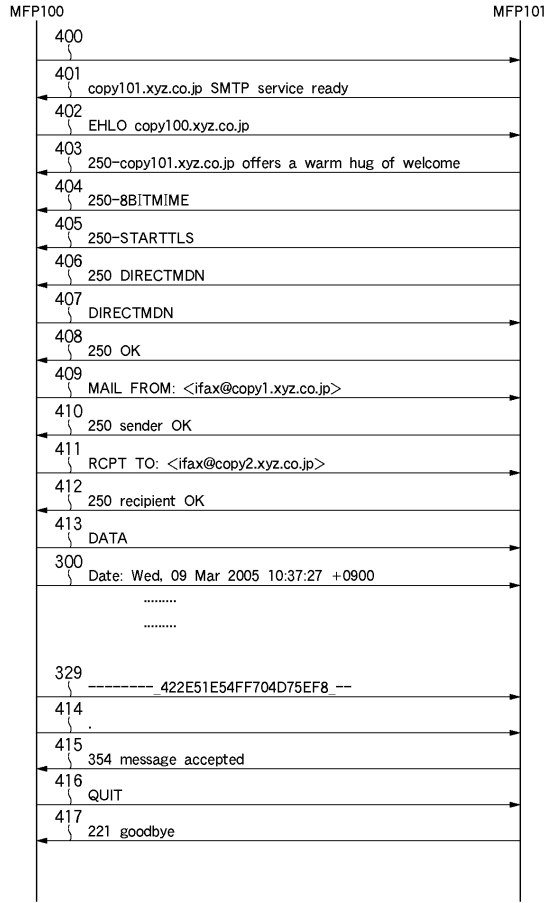 MFP100 MFP101
400
401
copy101.xyz.co.jp SMTP service ready
402
EHLO copy100.xyz.co.jp
403
250-copy101.xyz.co.jp offers a warm hug of welcome
404
250-8BITMIME
405
250-STARTTLS
406
250 DIRECTMDN
407
DIRECTMDN
408
250 OK
409
MAIL FROM: <ifax@copy1.xyz.co.jp>
410
250 sender OK
411
RCPT TO: <ifax@copy2.xyz.co.jp>
412
250 recipient OK
413
DATA
300
Date: Wed, 09 Mar 2005 10:37:27 +0900
.........
.........
329
--------_422E51E54FF704D75EF8_--
414
.
415
354 message accepted
416
QUIT
417
221 goodbye